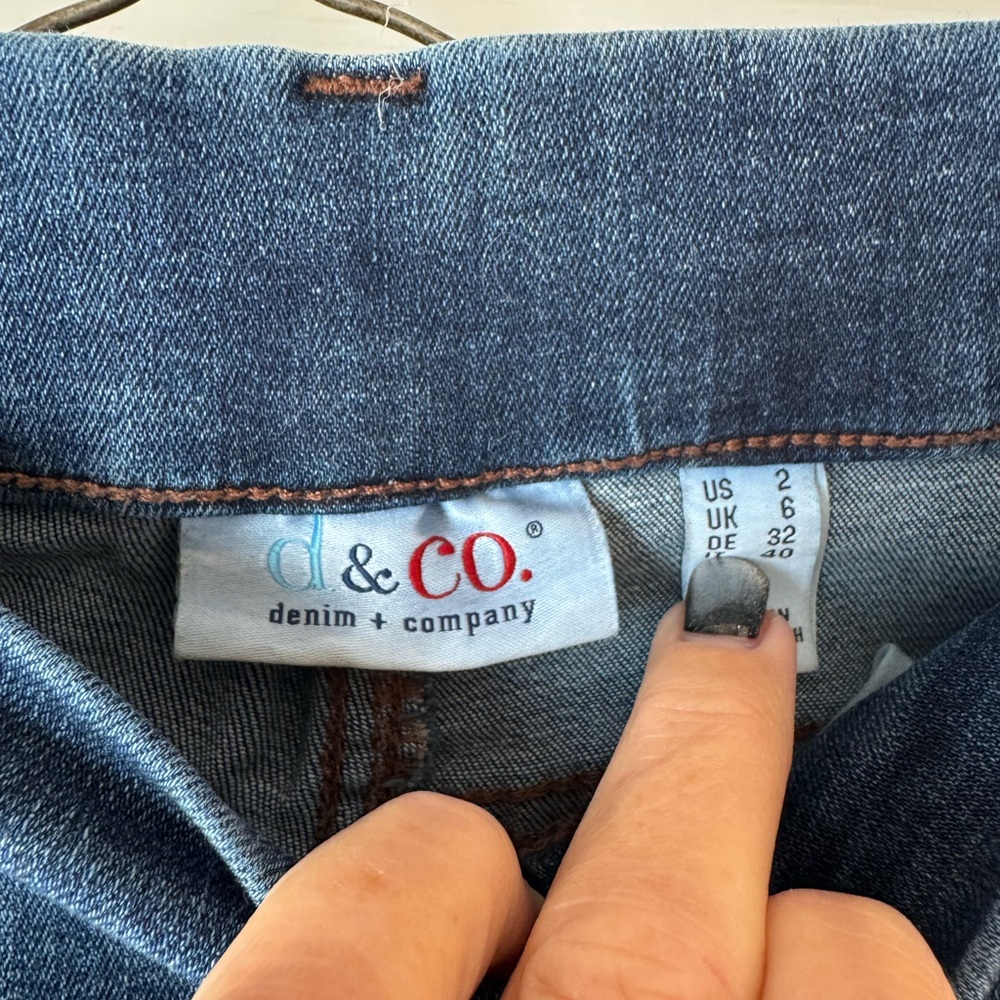 d & co.®
denim + company
US 2
UK 6
DE 32